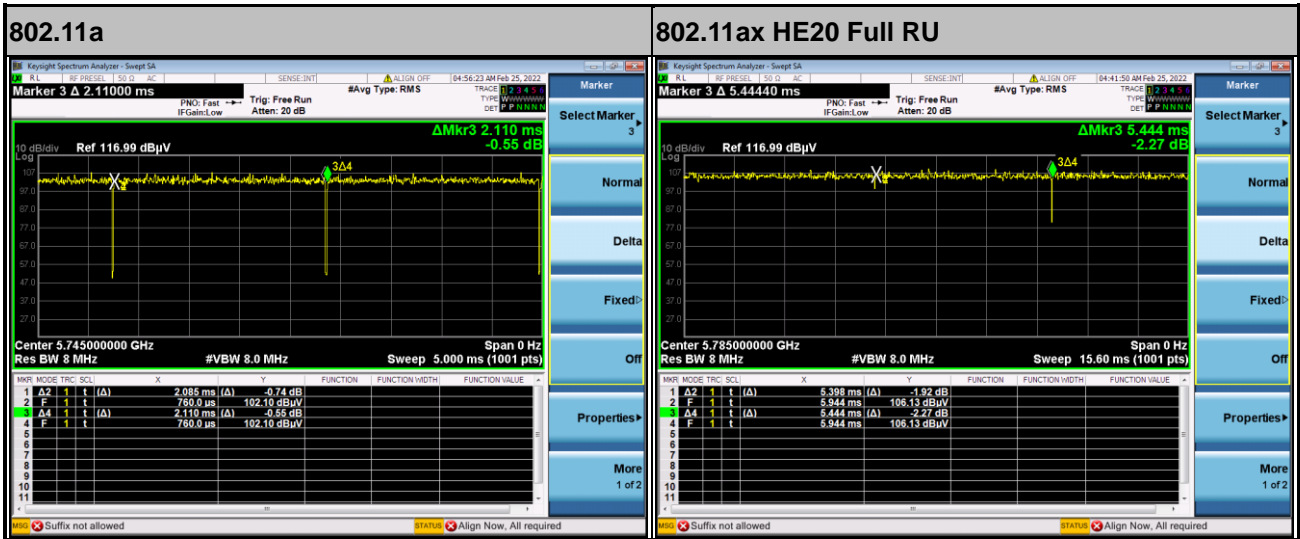 802.11a
Keysight Spectrum Analyzer - Swept SA
RL RF PRESEL 50 Ω AC SENSE:INT ALIGN OFF 04:56:23 AM Feb 25, 2022
Marker 3 Δ 2.11000 ms
#Avg Type: RMS
TRACE 1 2 3 4 5 6
TYPE WWWWWW
DET P P N N N N
PNO: Fast Trig: Free Run
IFGain:Low Atten: 20 dB
ΔMkr3 2.110 ms
-0.55 dB
10 dB/div Ref 116.99 dBµV
Log
107
97.0
87.0
77.0
67.0
57.0
47.0
37.0
27.0
3Δ4
Center 5.745000000 GHz Span 0 Hz
Res BW 8 MHz #VBW 8.0 MHz Sweep 5.000 ms (1001 pts)
MKR MODE TRC SCL X Y FUNCTION FUNCTION WIDTH FUNCTION VALUE
1 Δ2 1 t (Δ) 2.085 ms (Δ) -0.74 dB
2 F 1 t 760.0 µs 102.10 dBµV
3 Δ4 1 t (Δ) 2.110 ms (Δ) -0.55 dB
4 F 1 t 760.0 µs 102.10 dBµV
5
6
7
8
9
10
11
MSG Suffix not allowed STATUS Align Now, All required
Marker
Select Marker
3
Normal
Delta
Fixed
Off
Properties
More
1 of 2
802.11ax HE20 Full RU
Keysight Spectrum Analyzer - Swept SA
RL RF PRESEL 50 Ω AC SENSE:INT ALIGN OFF 04:41:50 AM Feb 25, 2022
Marker 3 Δ 5.44440 ms
#Avg Type: RMS
TRACE 1 2 3 4 5 6
TYPE WWWWWW
DET P P N N N N
PNO: Fast Trig: Free Run
IFGain:Low Atten: 20 dB
ΔMkr3 5.444 ms
-2.27 dB
10 dB/div Ref 116.99 dBµV
Log
107
97.0
87.0
77.0
67.0
57.0
47.0
37.0
27.0
3Δ4
Center 5.785000000 GHz Span 0 Hz
Res BW 8 MHz #VBW 8.0 MHz Sweep 15.60 ms (1001 pts)
MKR MODE TRC SCL X Y FUNCTION FUNCTION WIDTH FUNCTION VALUE
1 Δ2 1 t (Δ) 5.398 ms (Δ) -1.92 dB
2 F 1 t 5.944 ms 106.13 dBµV
3 Δ4 1 t (Δ) 5.444 ms (Δ) -2.27 dB
4 F 1 t 5.944 ms 106.13 dBµV
5
6
7
8
9
10
11
MSG Suffix not allowed STATUS Align Now, All required
Marker
Select Marker
3
Normal
Delta
Fixed
Off
Properties
More
1 of 2